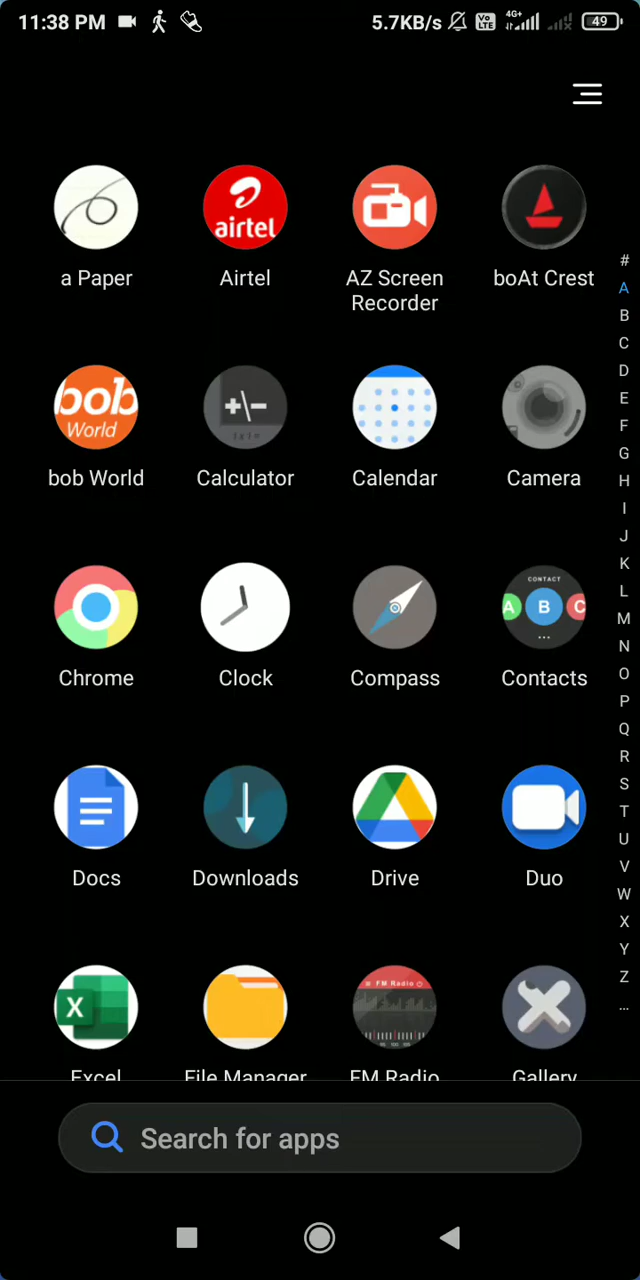 11:38 PM 5.7KB/s Vo LTE 4G+ 49
airtel
a Paper Airtel AZ Screen Recorder boAt Crest
bob World
+\-
bob World Calculator Calendar Camera
CONTACT
A B C
Chrome Clock Compass Contacts
Docs Downloads Drive Duo
X
FM Radio
Excel File Manager FM Radio Gallery
Search for apps
#
A
B
C
D
E
F
G
H
I
J
K
L
M
N
O
P
Q
R
S
T
U
V
W
X
Y
Z
...